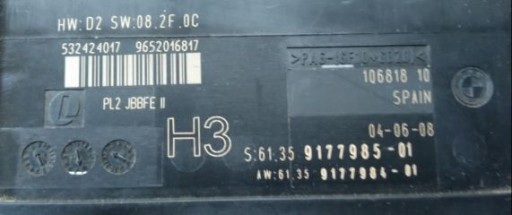 HW:D2 SW:08.2F.0C
532424017 9652016817
106818 10
SPAIN
PL2 JBBFE II
H3
04-06-08
S:61.35 9177985-01
AW:61.35 9177984-01